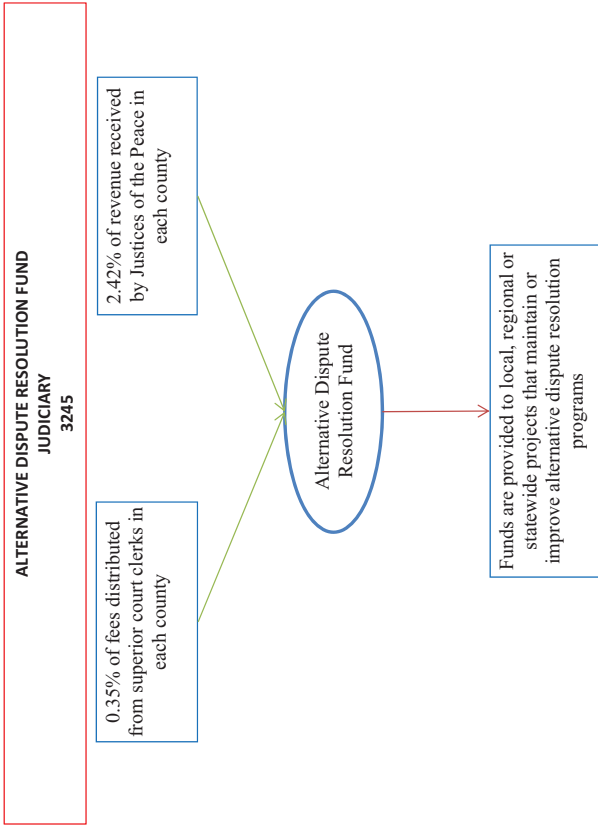 ALTERNATIVE DISPUTE RESOLUTION FUND
JUDICIARY
3245
0.35% of fees distributed
from superior court clerks in
each county
2.42% of revenue received
by Justices of the Peace in
each county
Alternative Dispute
Resolution Fund
Funds are provided to local, regional or
statewide projects that maintain or
improve alternative dispute resolution
programs